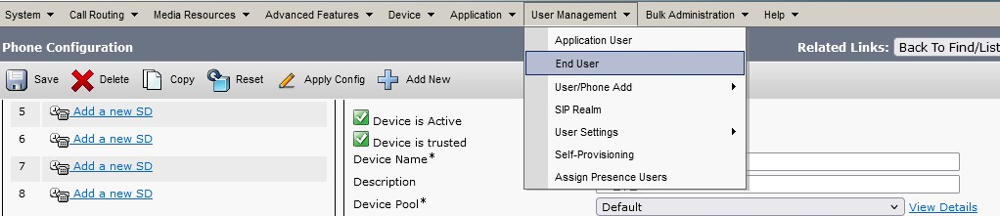 System Call Routing Media Resources Advanced Features Device Application User Management Bulk Administration Help
Phone Configuration Related Links: Back To Find/List
Save Delete Copy Reset Apply Config Add New
Application User
End User
User/Phone Add
SIP Realm
User Settings
Self-Provisioning
Assign Presence Users
5 Add a new SD
6 Add a new SD
7 Add a new SD
8 Add a new SD
Device is Active
Device is trusted
Device Name*
Description
Device Pool* Default View Details